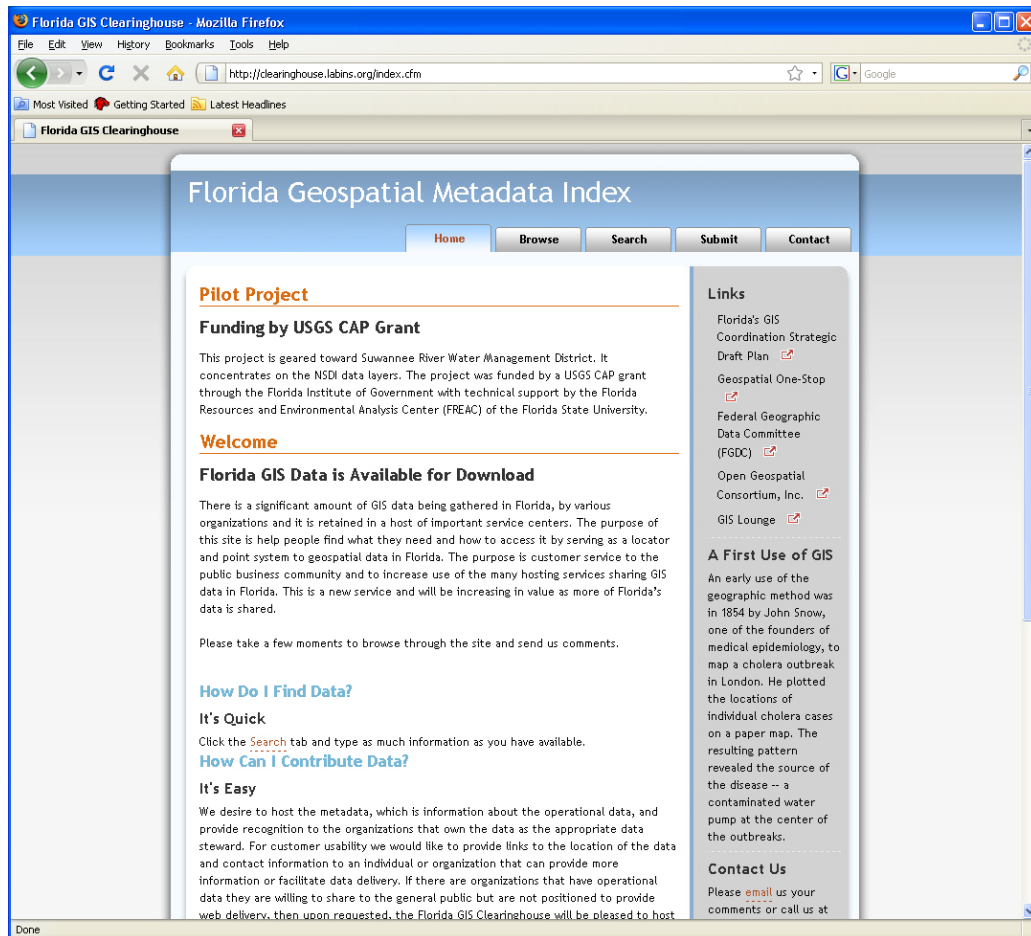 Florida GIS Clearinghouse - Mozilla Firefox
File Edit View History Bookmarks Tools Help
http://clearinghouse.labins.org/index.cfm
G Google
Most Visited Getting Started Latest Headlines
Florida GIS Clearinghouse
Florida Geospatial Metadata Index
Home Browse Search Submit Contact
Pilot Project
Funding by USGS CAP Grant
This project is geared toward Suwannee River Water Management District. It
concentrates on the NSDI data layers. The project was funded by a USGS CAP grant
through the Florida Institute of Government with technical support by the Florida
Resources and Environmental Analysis Center (FREAC) of the Florida State University.
Welcome
Florida GIS Data is Available for Download
There is a significant amount of GIS data being gathered in Florida, by various
organizations and it is retained in a host of important service centers. The purpose of
this site is help people find what they need and how to access it by serving as a locator
and point system to geospatial data in Florida. The purpose is customer service to the
public business community and to increase use of the many hosting services sharing GIS
data in Florida. This is a new service and will be increasing in value as more of Florida's
data is shared.
Please take a few moments to browse through the site and send us comments.
How Do I Find Data?
It's Quick
Click the Search tab and type as much information as you have available.
How Can I Contribute Data?
It's Easy
We desire to host the metadata, which is information about the operational data, and
provide recognition to the organizations that own the data as the appropriate data
steward. For customer usability we would like to provide links to the location of the data
and contact information to an individual or organization that can provide more
information or facilitate data delivery. If there are organizations that have operational
data they are willing to share to the general public but are not positioned to provide
web delivery, then upon requested, the Florida GIS Clearinghouse will be pleased to host
Links
Florida's GIS
Coordination Strategic
Draft Plan
Geospatial One-Stop
Federal Geographic
Data Committee
(FGDC)
Open Geospatial
Consortium, Inc.
GIS Lounge
A First Use of GIS
An early use of the
geographic method was
in 1854 by John Snow,
one of the founders of
medical epidemiology, to
map a cholera outbreak
in London. He plotted
the locations of
individual cholera cases
on a paper map. The
resulting pattern
revealed the source of
the disease -- a
contaminated water
pump at the center of
the outbreaks.
Contact Us
Please email us your
comments or call us at
Done